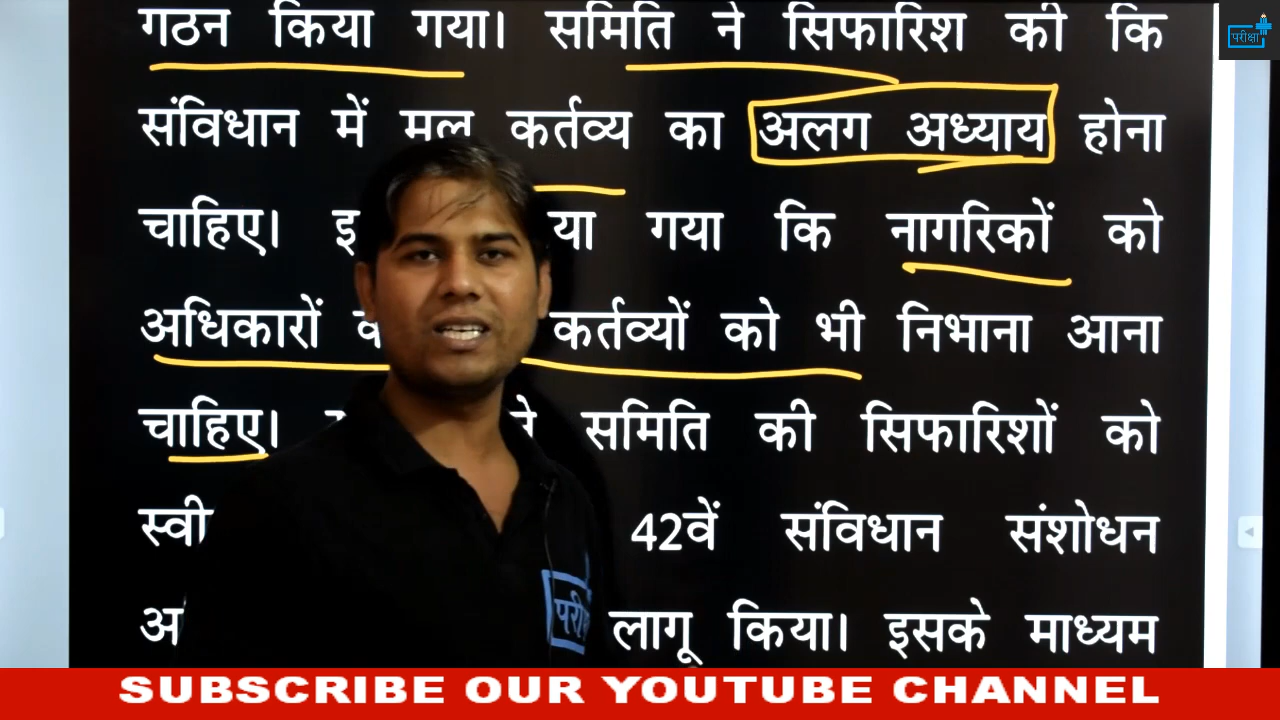 गठन किया गया। समिति ने सिफारिश की कि
परीक्षा
संविधान में मूल कर्तव्य का अलग अध्याय होना
चाहिए। या गया कि नागरिकों को
अधिकारों कर्तव्यों को भी निभाना आना
चाहिए। ने समिति की सिफारिशों को
42वें संविधान संशोधन
लागू किया। इसके माध्यम
SUBSCRIBE OUR YOUTUBE CHANNEL